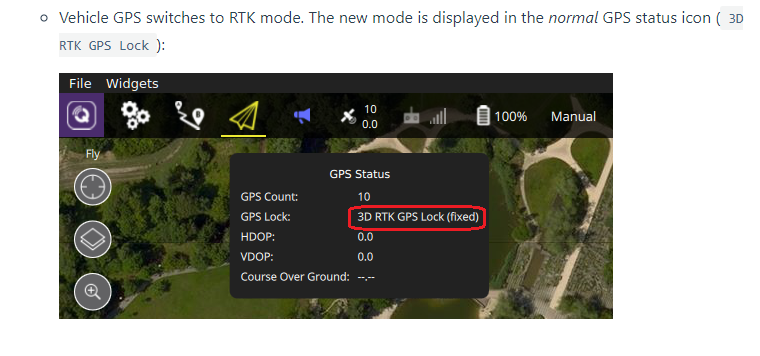 Vehicle GPS switches to RTK mode. The new mode is displayed in the normal GPS status icon ( 3D
RTK GPS Lock ):
File Widgets
10
0.0
100%
Manual
Fly
GPS Status
GPS Count: 10
GPS Lock: 3D RTK GPS Lock (fixed)
HDOP: 0.0
VDOP: 0.0
Course Over Ground: --.--